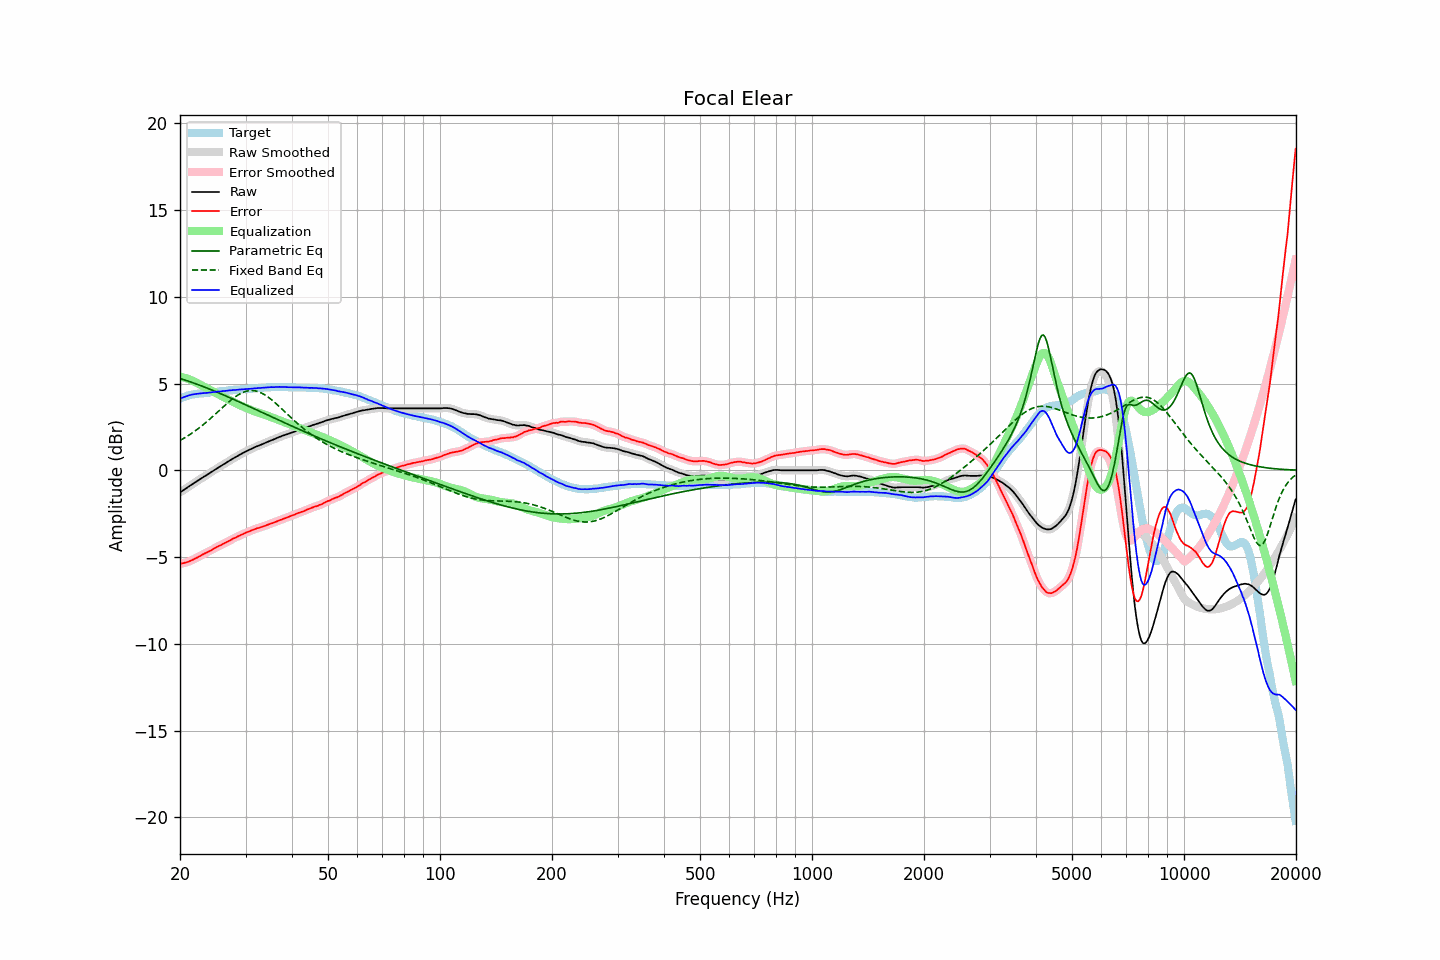 Focal Elear
20
15
10
5
0
−5
−10
−15
−20
Amplitude (dBr)
Target
Raw Smoothed
Error Smoothed
Raw
Error
Equalization
Parametric Eq
Fixed Band Eq
Equalized
20 50 100 200 500 1000 2000 5000 10000 20000
Frequency (Hz)